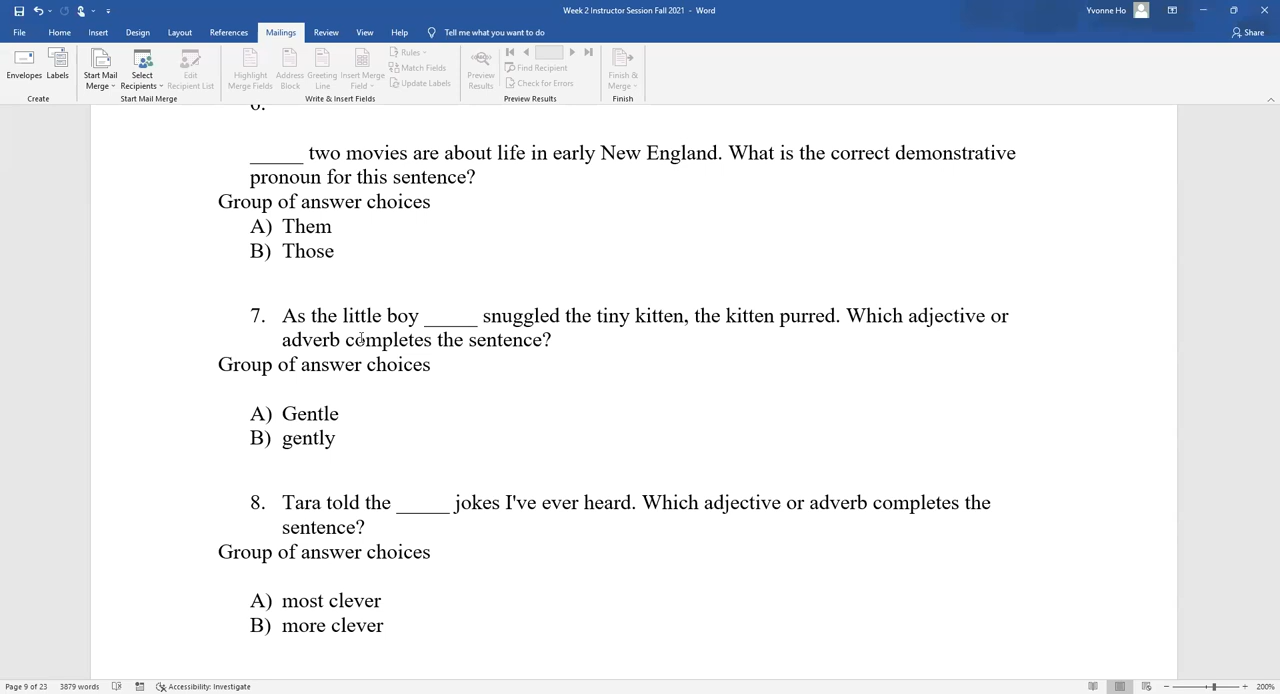 Week 2 Instructor Session Fall 2021 - Word
Yvonne Ho
File Home Insert Design Layout References Mailings Review View Help Tell me what you want to do Share
Envelopes Labels
Create
Start Mail Merge
Select Recipients
Edit Recipient List
Start Mail Merge
Highlight Merge Fields
Address Block
Greeting Line
Insert Merge Field
Rules
Match Fields
Update Labels
Write & Insert Fields
Preview Results
Find Recipient
Check for Errors
Preview Results
Finish & Merge
Finish
_____ two movies are about life in early New England. What is the correct demonstrative
pronoun for this sentence?
Group of answer choices
A) Them
B) Those
7. As the little boy _____ snuggled the tiny kitten, the kitten purred. Which adjective or
adverb completes the sentence?
Group of answer choices
A) Gentle
B) gently
8. Tara told the _____ jokes I've ever heard. Which adjective or adverb completes the
sentence?
Group of answer choices
A) most clever
B) more clever
Page 9 of 23 3879 words Accessibility: Investigate 200%